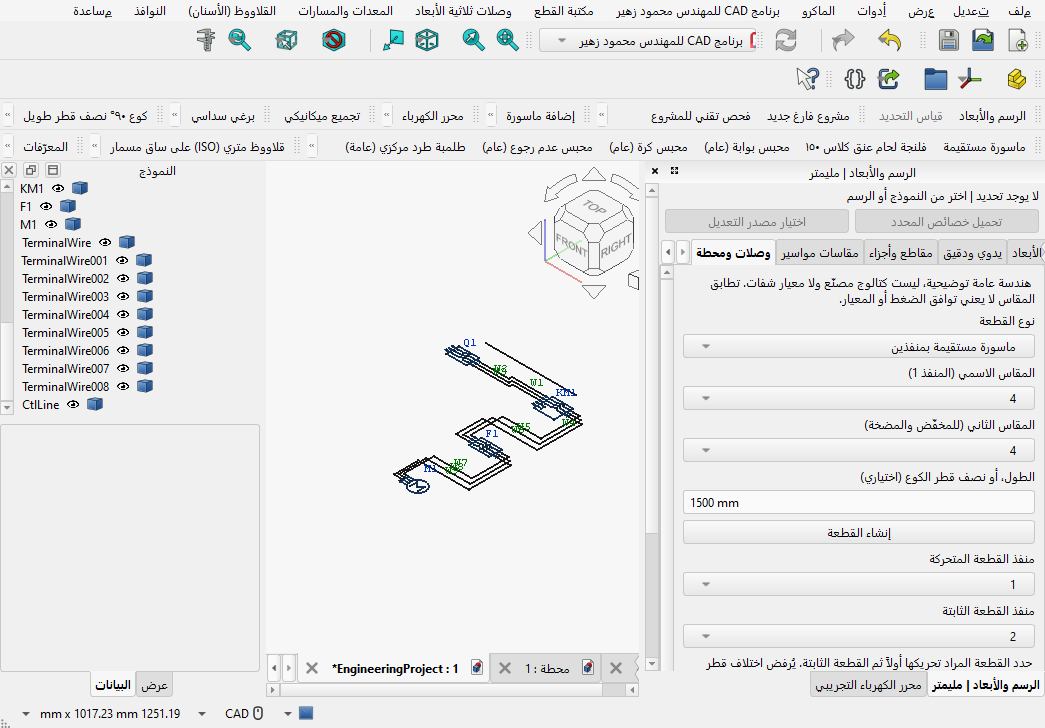 ملف تعديل عرض أدوات الماكرو برنامج CAD للمهندس محمود زهير مكتبة القطع وصلات ثلاثية الأبعاد المعدات والمسارات القلاووظ (الأسنان) النوافذ مساعدة
برنامج CAD للمهندس محمود زهير
الرسم والأبعاد قياس التحديد مشروع فارغ جديد فحص تقني للمشروع » إضافة ماسورة » محرر الكهرباء » تجميع ميكانيكي برغي سداسي » كوع ٩٠° نصف قطر طويل »
ماسورة مستقيمة فلنجة لحام عنق كلاس ١٥٠ محبس بوابة (عام) محبس كرة (عام) محبس عدم رجوع (عام) طلمبة طرد مركزي (عامة) » قلاووظ متري (ISO) على ساق مسمار » المعرّفات »
الرسم والأبعاد | مليمتر
لا يوجد تحديد | اختر من النموذج أو الرسم
تحميل خصائص المحدد
اختيار مصدر التعديل
الأبعاد يدوي ودقيق مقاطع وأجزاء مقاسات مواسير وصلات ومحطة
هندسة عامة توضيحية، ليست كتالوج مصنّع ولا معيار شفات. تطابق
المقاس لا يعني توافق الضغط أو المعيار.
نوع القطعة
ماسورة مستقيمة بمنفذين
المقاس الاسمي (المنفذ 1)
4
المقاس الثاني (للمخفّض والمضخة)
4
الطول، أو نصف قطر الكوع (اختياري)
1500 mm
إنشاء القطعة
منفذ القطعة المتحركة
1
منفذ القطعة الثابتة
2
حدد القطعة المراد تحريكها أولاً ثم القطعة الثابتة. يُرفض اختلاف قطر
الرسم والأبعاد | مليمتر
محرر الكهرباء التجريبي
TOP
FRONT
RIGHT
Q1
W1
KM1
F1
M1
محطة : 1
*EngineeringProject : 1
النموذج
KM1
F1
M1
TerminalWire
TerminalWire001
TerminalWire002
TerminalWire003
TerminalWire004
TerminalWire005
TerminalWire006
TerminalWire007
TerminalWire008
CtlLine
عرض
البيانات
CAD
mm x 1017.23 mm 1251.19